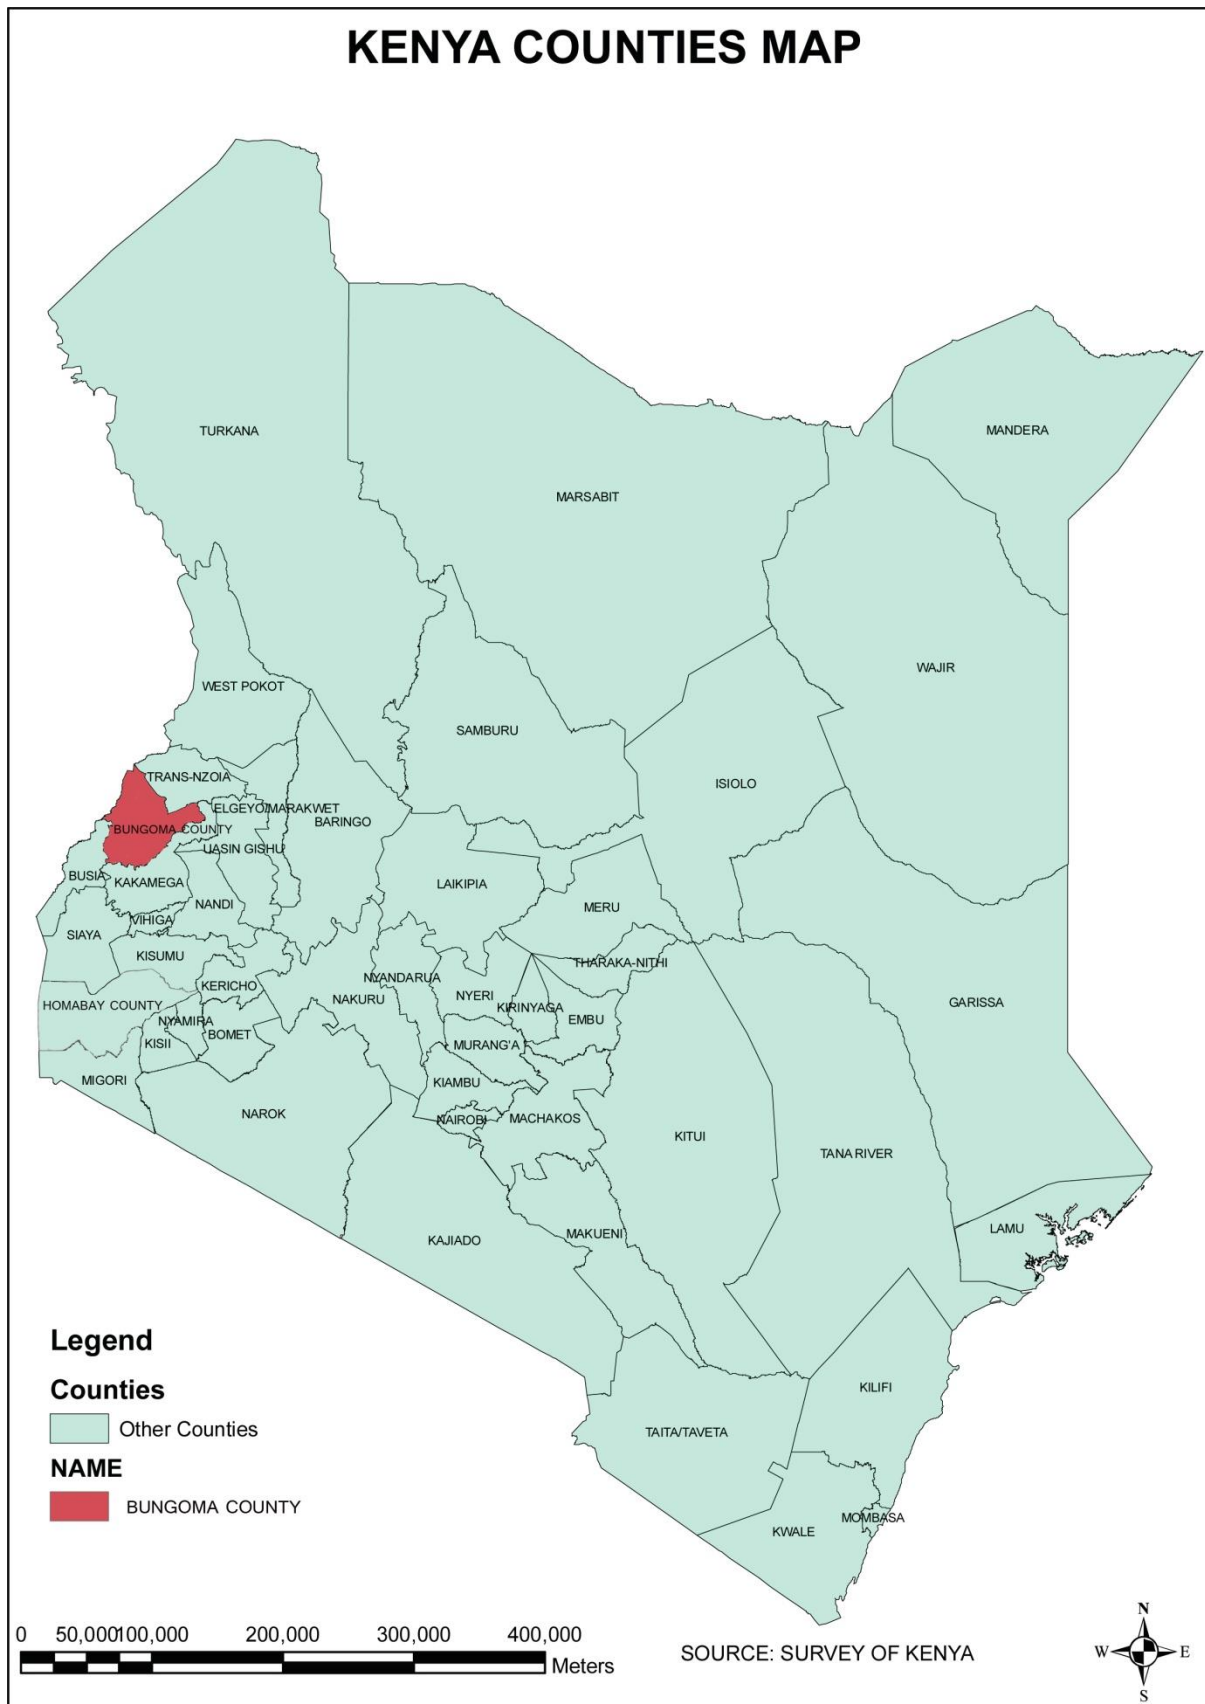 KENYA COUNTIES MAP
TURKANA
MANDERA
MARSABIT
WAJIR
WEST POKOT
SAMBURU
TRANS-NZOIA
ISIOLO
ELGEYO/MARAKWET
BARINGO
BUNGOMA COUNTY
UASIN GISHU
BUSIA
KAKAMEGA
LAIKIPIA
NANDI
MERU
VIHIGA
SIAYA
KISUMU
THARAKA-NITHI
NYANDARUA
KERICHO
NYERI
NAKURU
GARISSA
HOMABAY COUNTY
KIRINYAGA
NYAMIRA
EMBU
BOMET
KISII
MURANG'A
MIGORI
KIAMBU
NAROK
NAIROBI
MACHAKOS
KITUI
TANA RIVER
LAMU
MAKUENI
KAJIADO
KILIFI
TAITA/TAVETA
MOMBASA
KWALE
Legend
Counties
Other Counties
NAME
BUNGOMA COUNTY
0 50,000100,000 200,000 300,000 400,000
Meters
SOURCE: SURVEY OF KENYA
N
W E
S